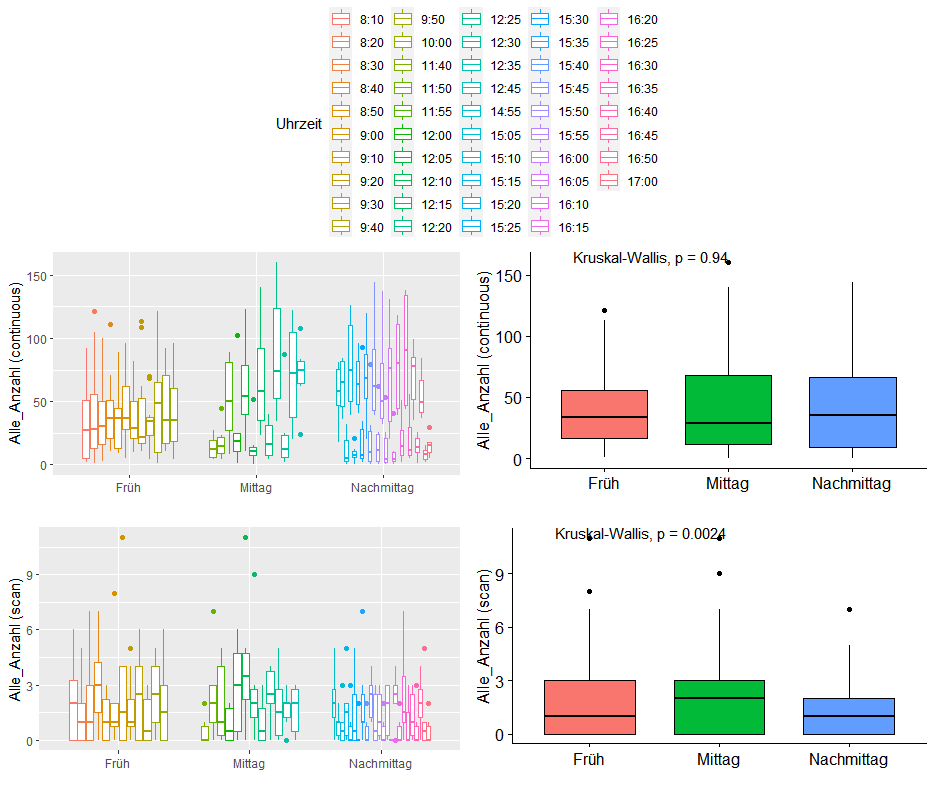 Uhrzeit
8:10 9:50 12:25 15:30 16:20
8:20 10:00 12:30 15:35 16:25
8:30 11:40 12:35 15:40 16:30
8:40 11:50 12:45 15:45 16:35
8:50 11:55 14:55 15:50 16:40
9:00 12:00 15:05 15:55 16:45
9:10 12:05 15:10 16:00 16:50
9:20 12:10 15:15 16:05 17:00
9:30 12:15 15:20 16:10
9:40 12:20 15:25 16:15
Alle_Anzahl (continuous)
150
100
50
0
Früh Mittag Nachmittag
Kruskal-Wallis, p = 0.94
Alle_Anzahl (continuous)
150
100
50
0
Früh Mittag Nachmittag
Alle_Anzahl (scan)
9
6
3
0
Früh Mittag Nachmittag
Kruskal-Wallis, p = 0.0024
Alle_Anzahl (scan)
9
6
3
0
Früh Mittag Nachmittag